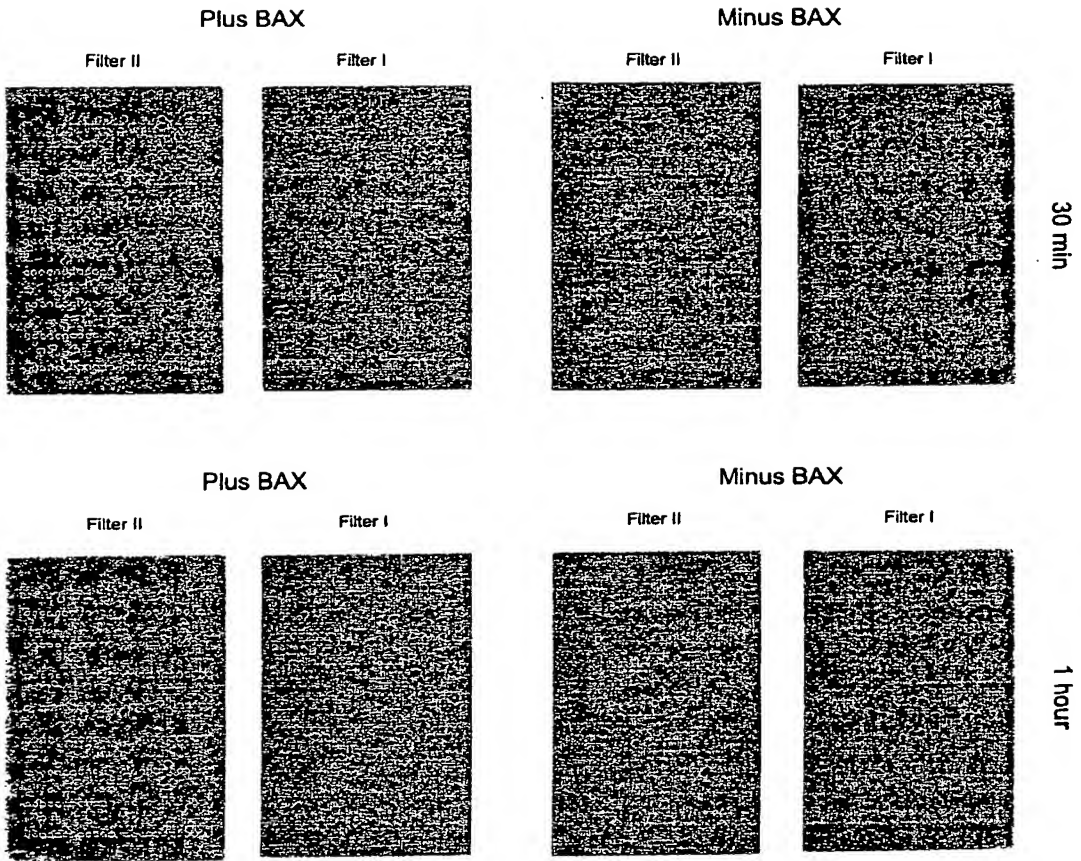 Plus BAX Minus BAX
Filter II Filter I Filter II Filter I
30 min
Plus BAX Minus BAX
Filter II Filter I Filter II Filter I
1 hour